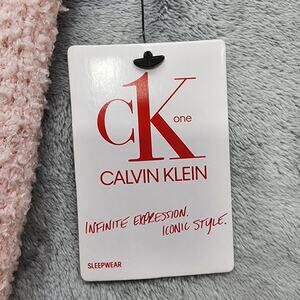 cK one
CALVIN KLEIN
INFINITE EXPRESSION.
ICONIC STYLE.
SLEEPWEAR